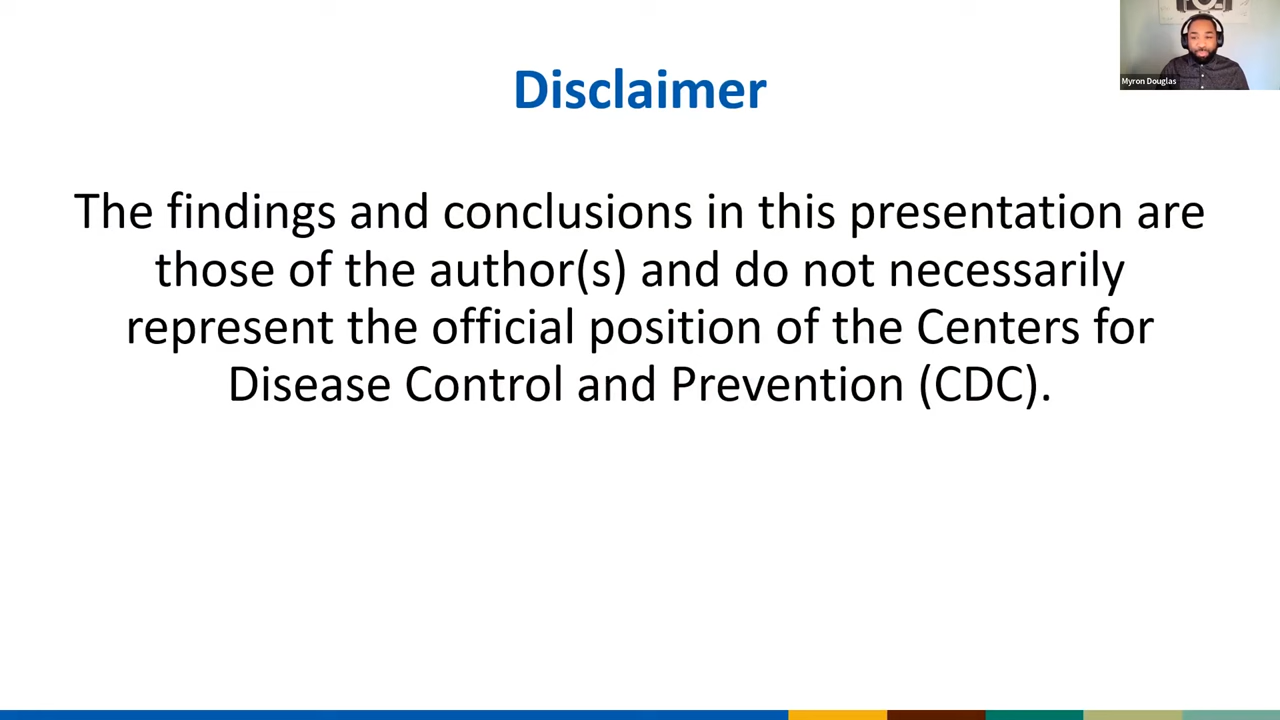 Myron Douglas
Disclaimer
The findings and conclusions in this presentation are
those of the author(s) and do not necessarily
represent the official position of the Centers for
Disease Control and Prevention (CDC).